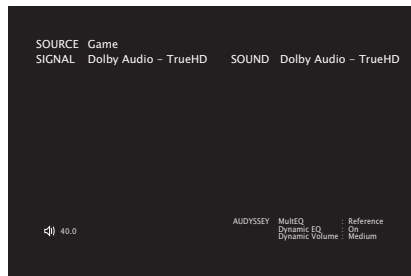 SOURCE Game
SIGNAL Dolby Audio – TrueHD SOUND Dolby Audio – TrueHD
AUDYSSEY MultEQ : Reference
Dynamic EQ : On
Dynamic Volume : Medium
40.0